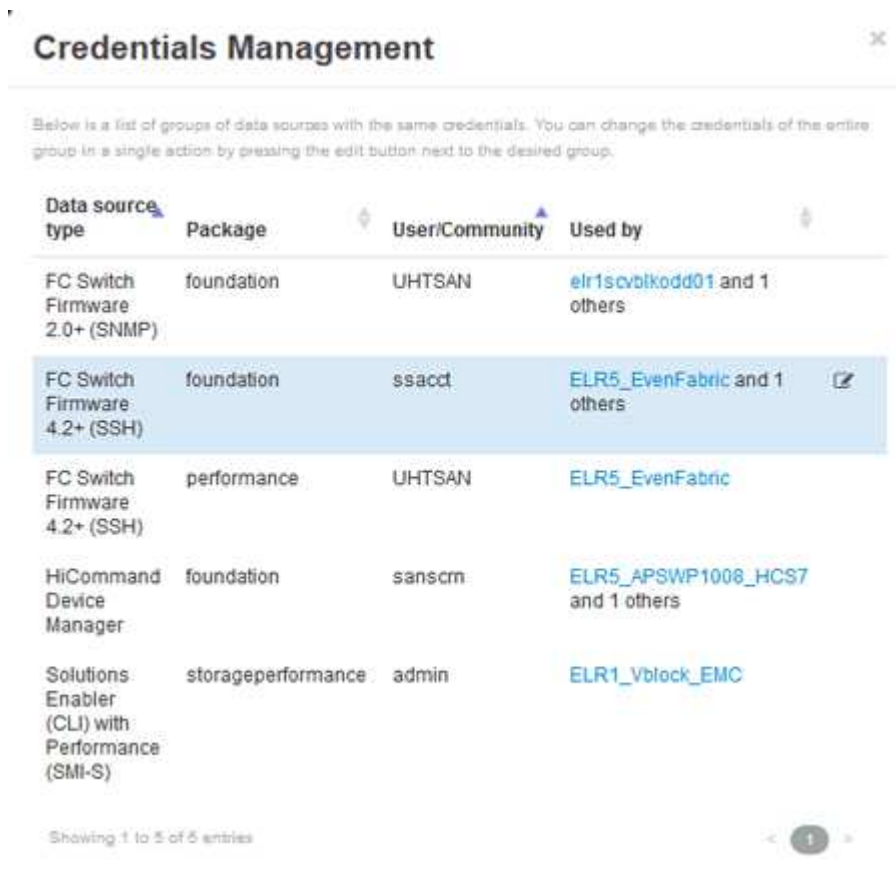 Credentials Management
Below is a list of groups of data sources with the same credentials. You can change the credentials of the entire
group in a single action by pressing the edit button next to the desired group.
Data source type Package User/Community Used by
FC Switch Firmware 2.0+ (SNMP) foundation UHTSAN elr1scvblkodd01 and 1 others
FC Switch Firmware 4.2+ (SSH) foundation ssacct ELR5_EvenFabric and 1 others
FC Switch Firmware 4.2+ (SSH) performance UHTSAN ELR5_EvenFabric
HiCommand Device Manager foundation sanscrn ELR5_APSWP1008_HCS7 and 1 others
Solutions Enabler (CLI) with Performance (SMI-S) storageperformance admin ELR1_Vblock_EMC
Showing 1 to 5 of 5 entries < 1 >